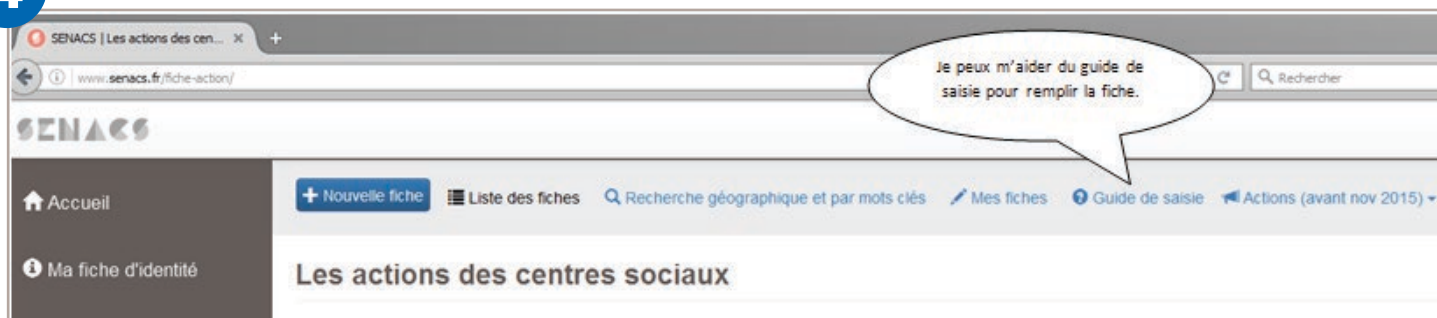 4
SENACS | Les actions des cen... × +
www.senacs.fr/fiche-action/
Je peux m'aider du guide de
saisie pour remplir la fiche.
Rechercher
SENACS
Accueil
+ Nouvelle fiche Liste des fiches Recherche géographique et par mots clés Mes fiches Guide de saisie Actions (avant nov 2015)
Ma fiche d'identité
Les actions des centres sociaux